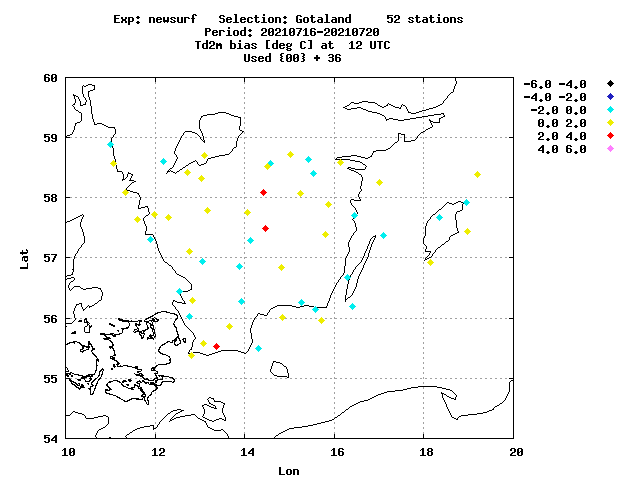 Exp: newsurf   Selection: Gotaland     52 stations
Period: 20210716-20210720
Td2m bias [deg C] at  12 UTC
Used {00} + 36
-6.0 -4.0
-4.0 -2.0
-2.0 0.0
0.0 2.0
2.0 4.0
4.0 6.0
60
59
58
57
56
55
54
Lat
10 12 14 16 18 20
Lon